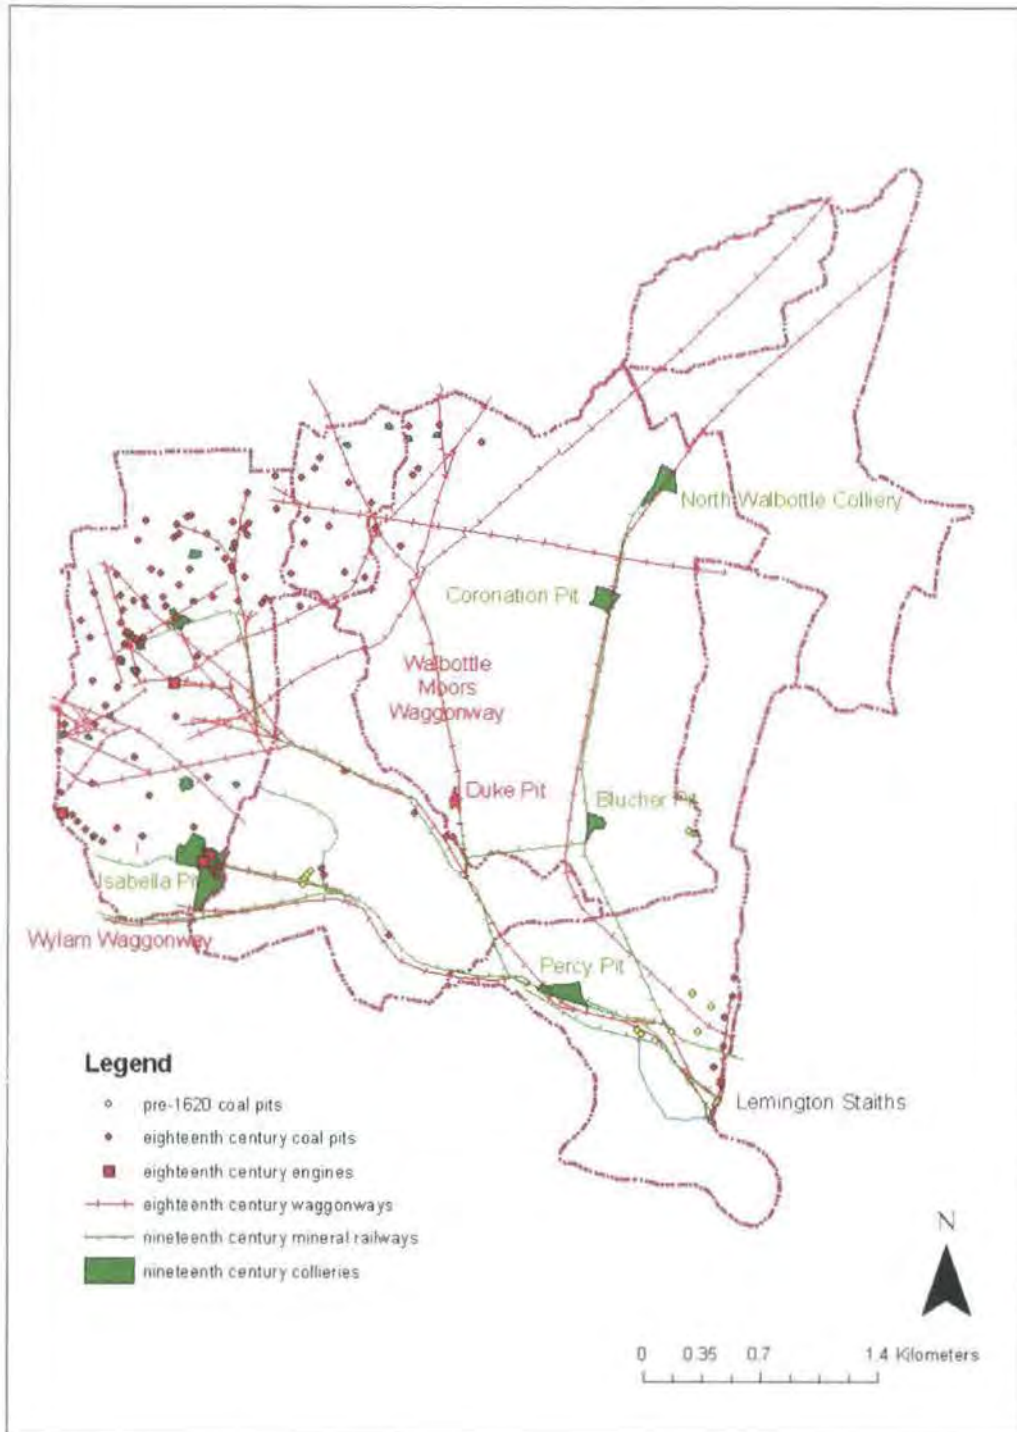 North Walbottle Colliery
Coronation Pit
Walbottle
Moors
Waggonway
Duke Pit
Blucher Pit
Isabella Pit
Wylam Waggonway
Percy Pit
Lemington Staiths
Legend
pre-1620 coal pits
eighteenth century coal pits
eighteenth century engines
eighteenth century waggonways
nineteenth century mineral railways
nineteenth century collieries
N
0 0.35 0.7 1.4 Kilometers